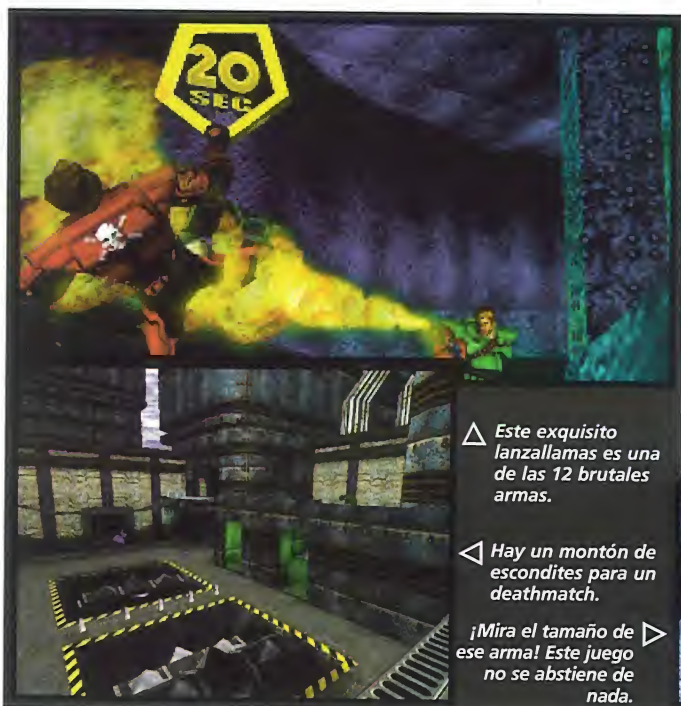 20
SEC
△ Este exquisito
lanzallamas es una
de las 12 brutales
armas.
◁ Hay un montón de
escondites para un
deathmatch.
¡Mira el tamaño de ▷
ese arma! Este juego
no se abstiene de
nada.